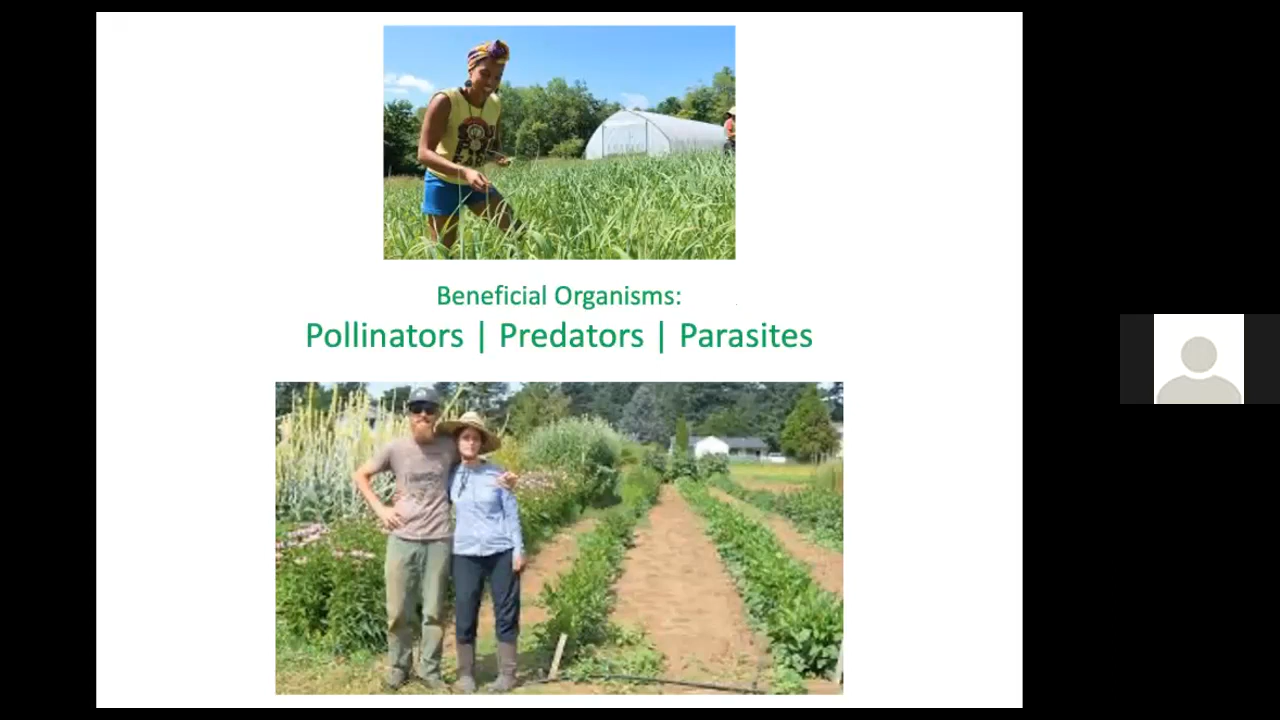 Beneficial Organisms:
Pollinators | Predators | Parasites